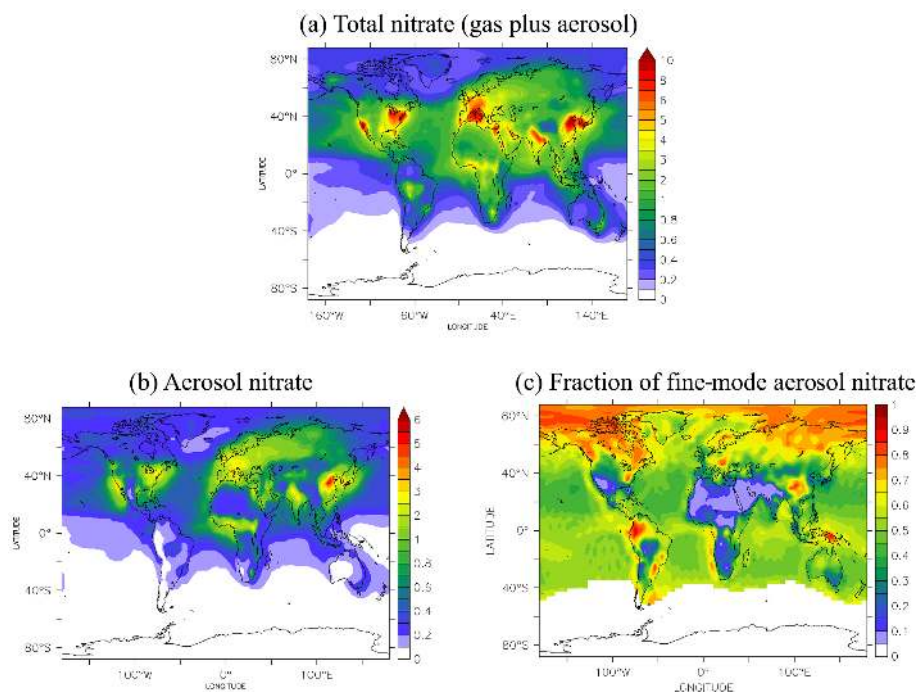 (a) Total nitrate (gas plus aerosol)
80°N
40°N
0°
40°S
80°S
LATITUDE
160°W 60°W 40°E 140°E
LONGITUDE
10
8
6
5
4
3
2
1
0.8
0.6
0.4
0.2
0
(b) Aerosol nitrate
80°N
40°N
0°
40°S
80°S
LATITUDE
100°W 0° 100°E
LONGITUDE
6
5
4
3
2
1
0.8
0.6
0.4
0.2
0
(c) Fraction of fine-mode aerosol nitrate
80°N
40°N
0°
40°S
80°S
LATITUDE
100°W 0° 100°E
LONGITUDE
1
0.9
0.8
0.7
0.6
0.5
0.4
0.3
0.2
0.1
0